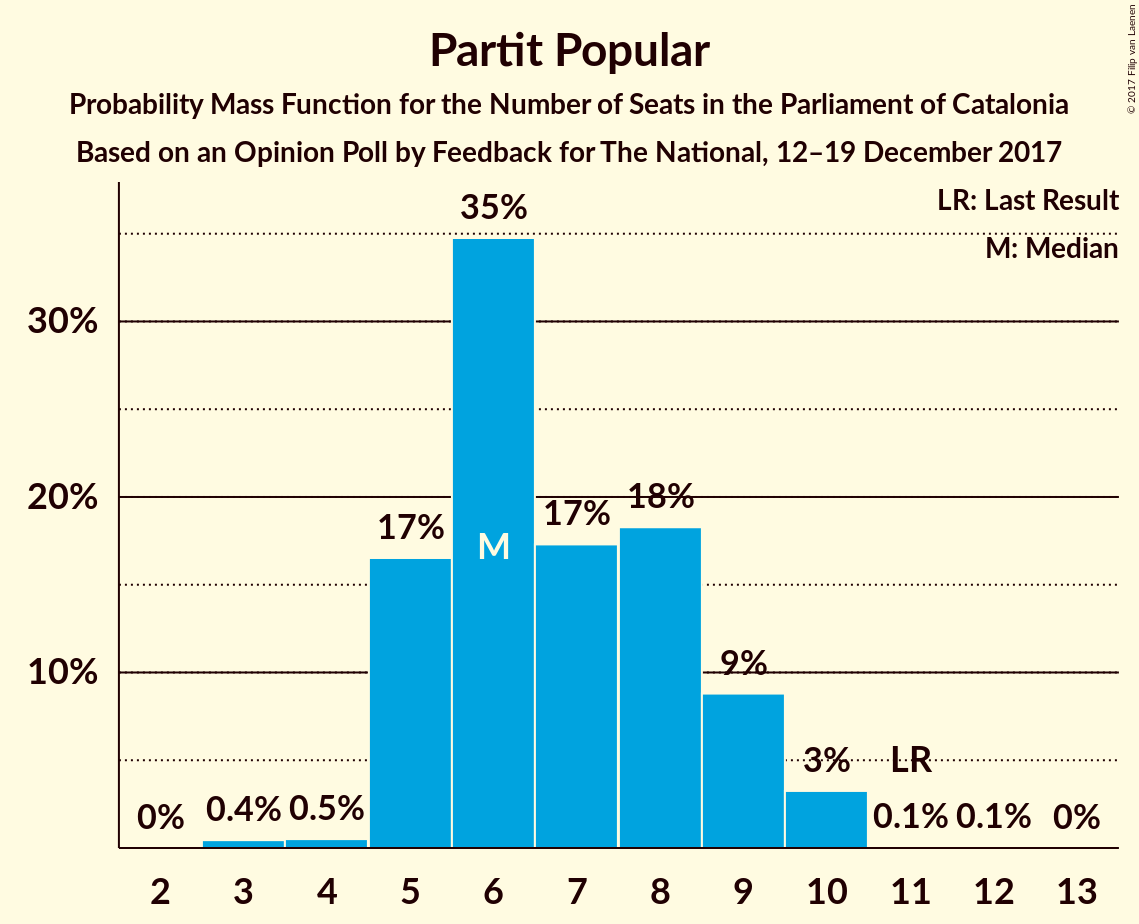 Partit Popular
Probability Mass Function for the Number of Seats in the Parliament of Catalonia
Based on an Opinion Poll by Feedback for The National, 12–19 December 2017
© 2017 Filip van Laenen
LR: Last Result
M: Median
30%
20%
10%
0%
0.4%
0.5%
17%
35%
M
17%
18%
9%
3%
LR
0.1%
0.1%
0%
2 3 4 5 6 7 8 9 10 11 12 13